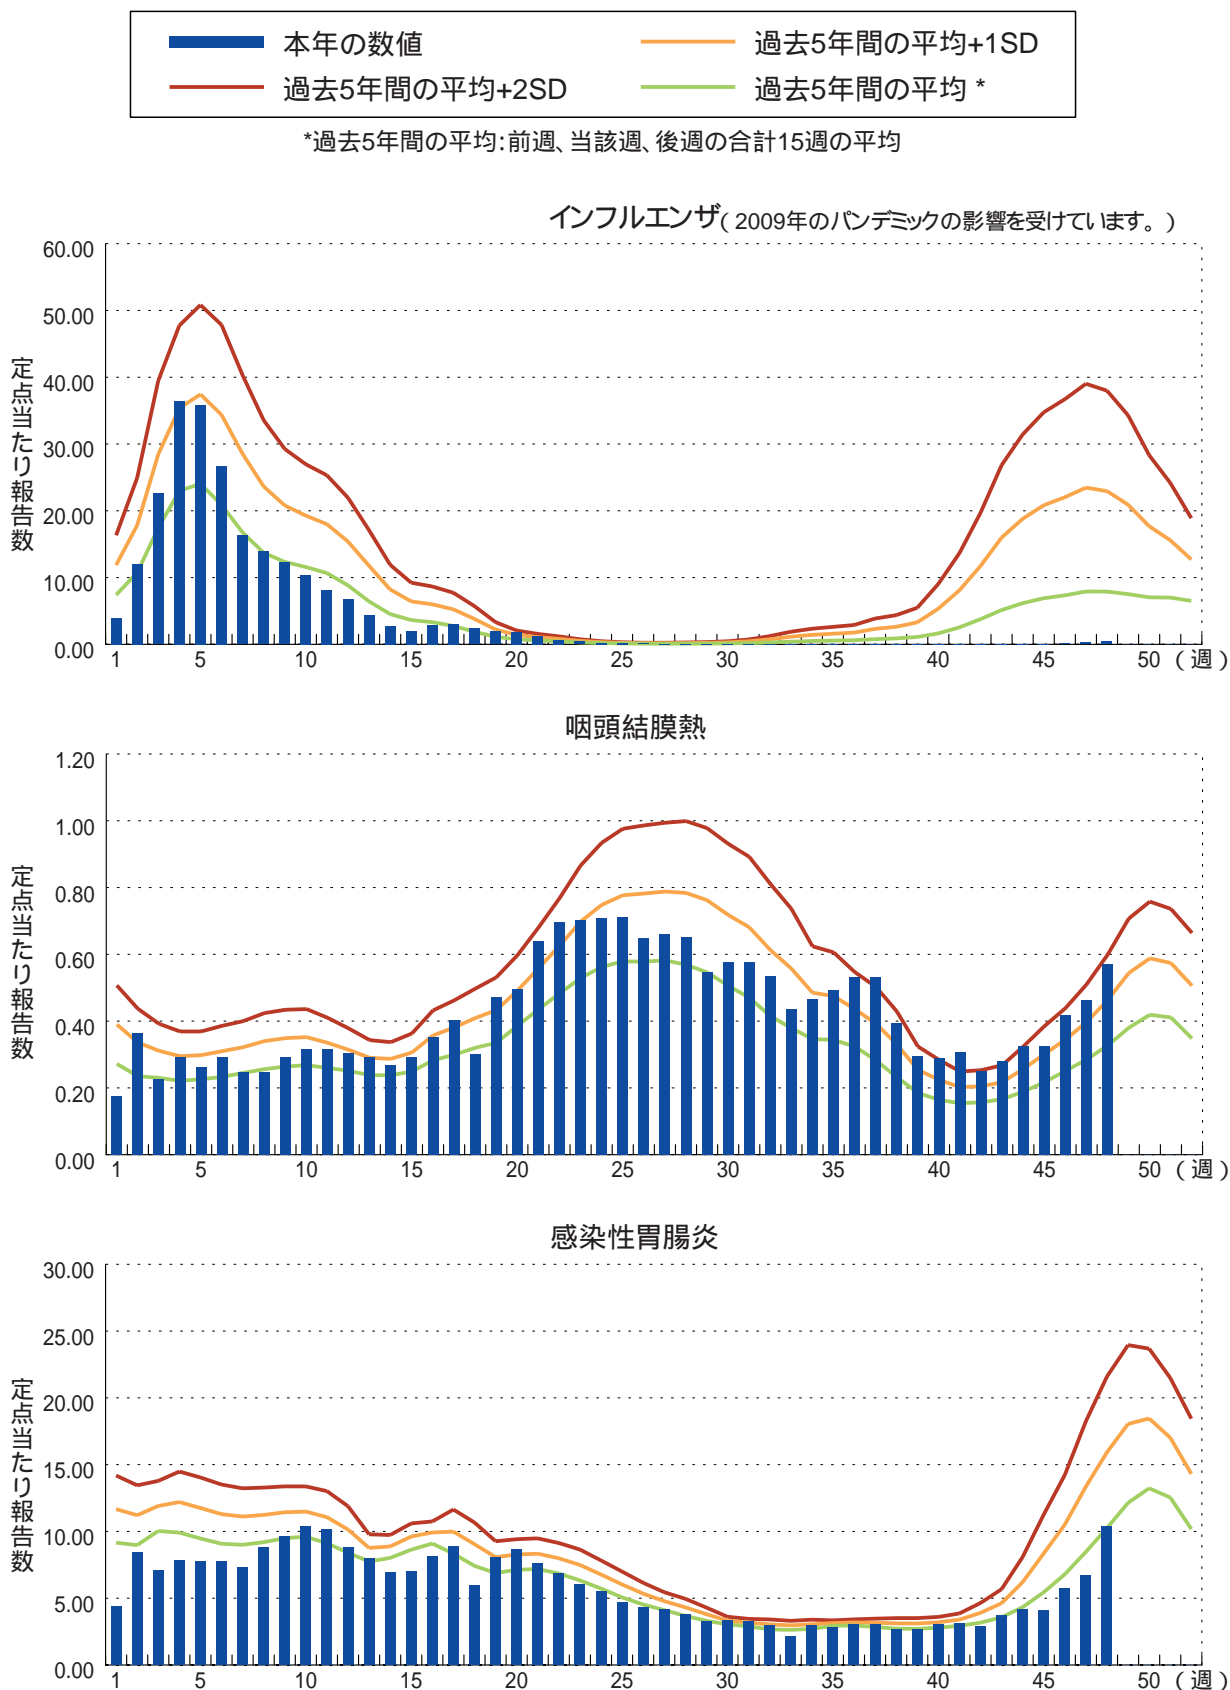 本年の数値
過去5年間の平均+1SD
過去5年間の平均+2SD
過去5年間の平均 *
*過去5年間の平均:前週、当該週、後週の合計15週の平均
インフルエンザ( 2009年のパンデミックの影響を受けています。 )
定点当たり報告数
60.00
50.00
40.00
30.00
20.00
10.00
0.00
1 5 10 15 20 25 30 35 40 45 50 (週)
咽頭結膜熱
定点当たり報告数
1.20
1.00
0.80
0.60
0.40
0.20
0.00
1 5 10 15 20 25 30 35 40 45 50 (週)
感染性胃腸炎
定点当たり報告数
30.00
25.00
20.00
15.00
10.00
5.00
0.00
1 5 10 15 20 25 30 35 40 45 50 (週)